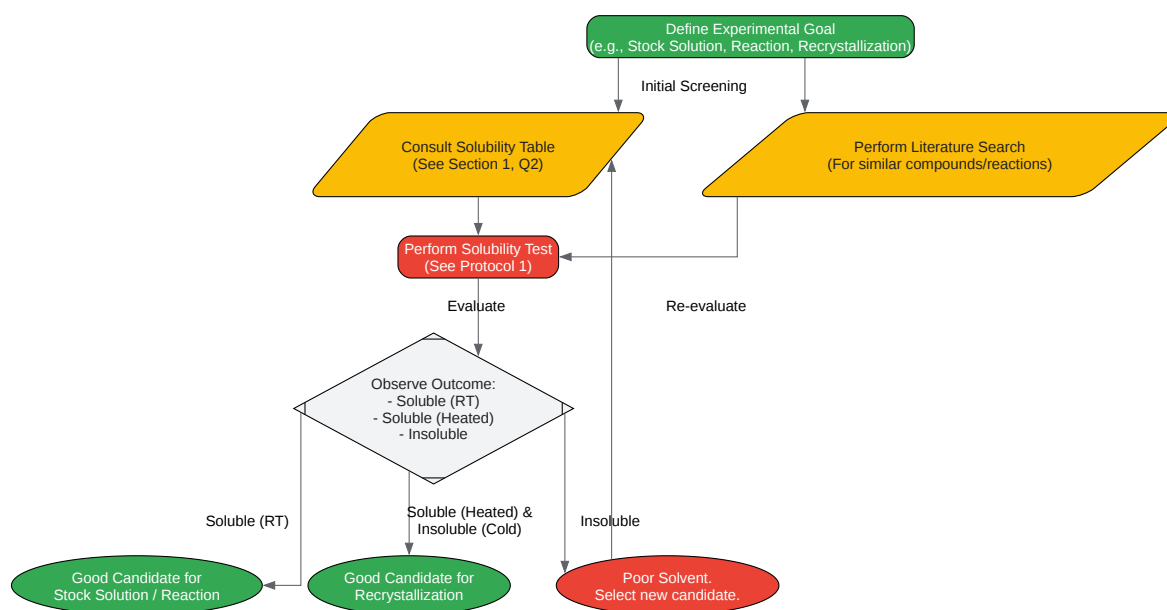 Define Experimental Goal
(e.g., Stock Solution, Reaction, Recrystallization)
Initial Screening
Consult Solubility Table
(See Section 1, Q2)
Perform Literature Search
(For similar compounds/reactions)
Perform Solubility Test
(See Protocol 1)
Evaluate
Re-evaluate
Observe Outcome:
- Soluble (RT)
- Soluble (Heated)
- Insoluble
Soluble (RT)
Soluble (Heated) &
Insoluble (Cold)
Insoluble
Good Candidate for
Stock Solution / Reaction
Good Candidate for
Recrystallization
Poor Solvent.
Select new candidate.